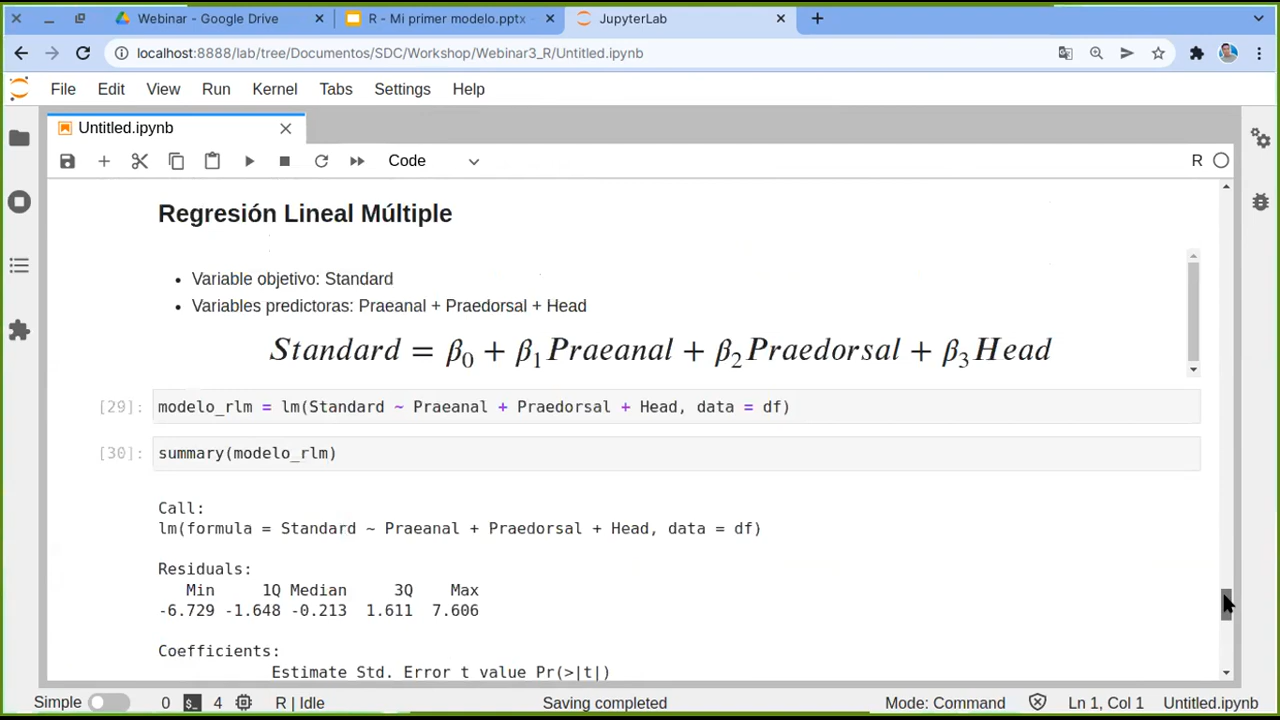 Webinar - Google Drive
R - Mi primer modelo.pptx -
JupyterLab
localhost:8888/lab/tree/Documentos/SDC/Workshop/Webinar3_R/Untitled.ipynb
File Edit View Run Kernel Tabs Settings Help
Untitled.ipynb
Code
R
Regresión Lineal Múltiple
• Variable objetivo: Standard
• Variables predictoras: Praeanal + Praedorsal + Head
Standard = β0 + β1Praeanal + β2Praedorsal + β3Head
[29]: modelo_rlm = lm(Standard ~ Praeanal + Praedorsal + Head, data = df)
[30]: summary(modelo_rlm)
Call:
lm(formula = Standard ~ Praeanal + Praedorsal + Head, data = df)
Residuals:
Min 1Q Median 3Q Max
-6.729 -1.648 -0.213 1.611 7.606
Coefficients:
Estimate Std. Error t value Pr(>|t|)
Simple 0 $_ 4 R | Idle Saving completed Mode: Command Ln 1, Col 1 Untitled.ipynb